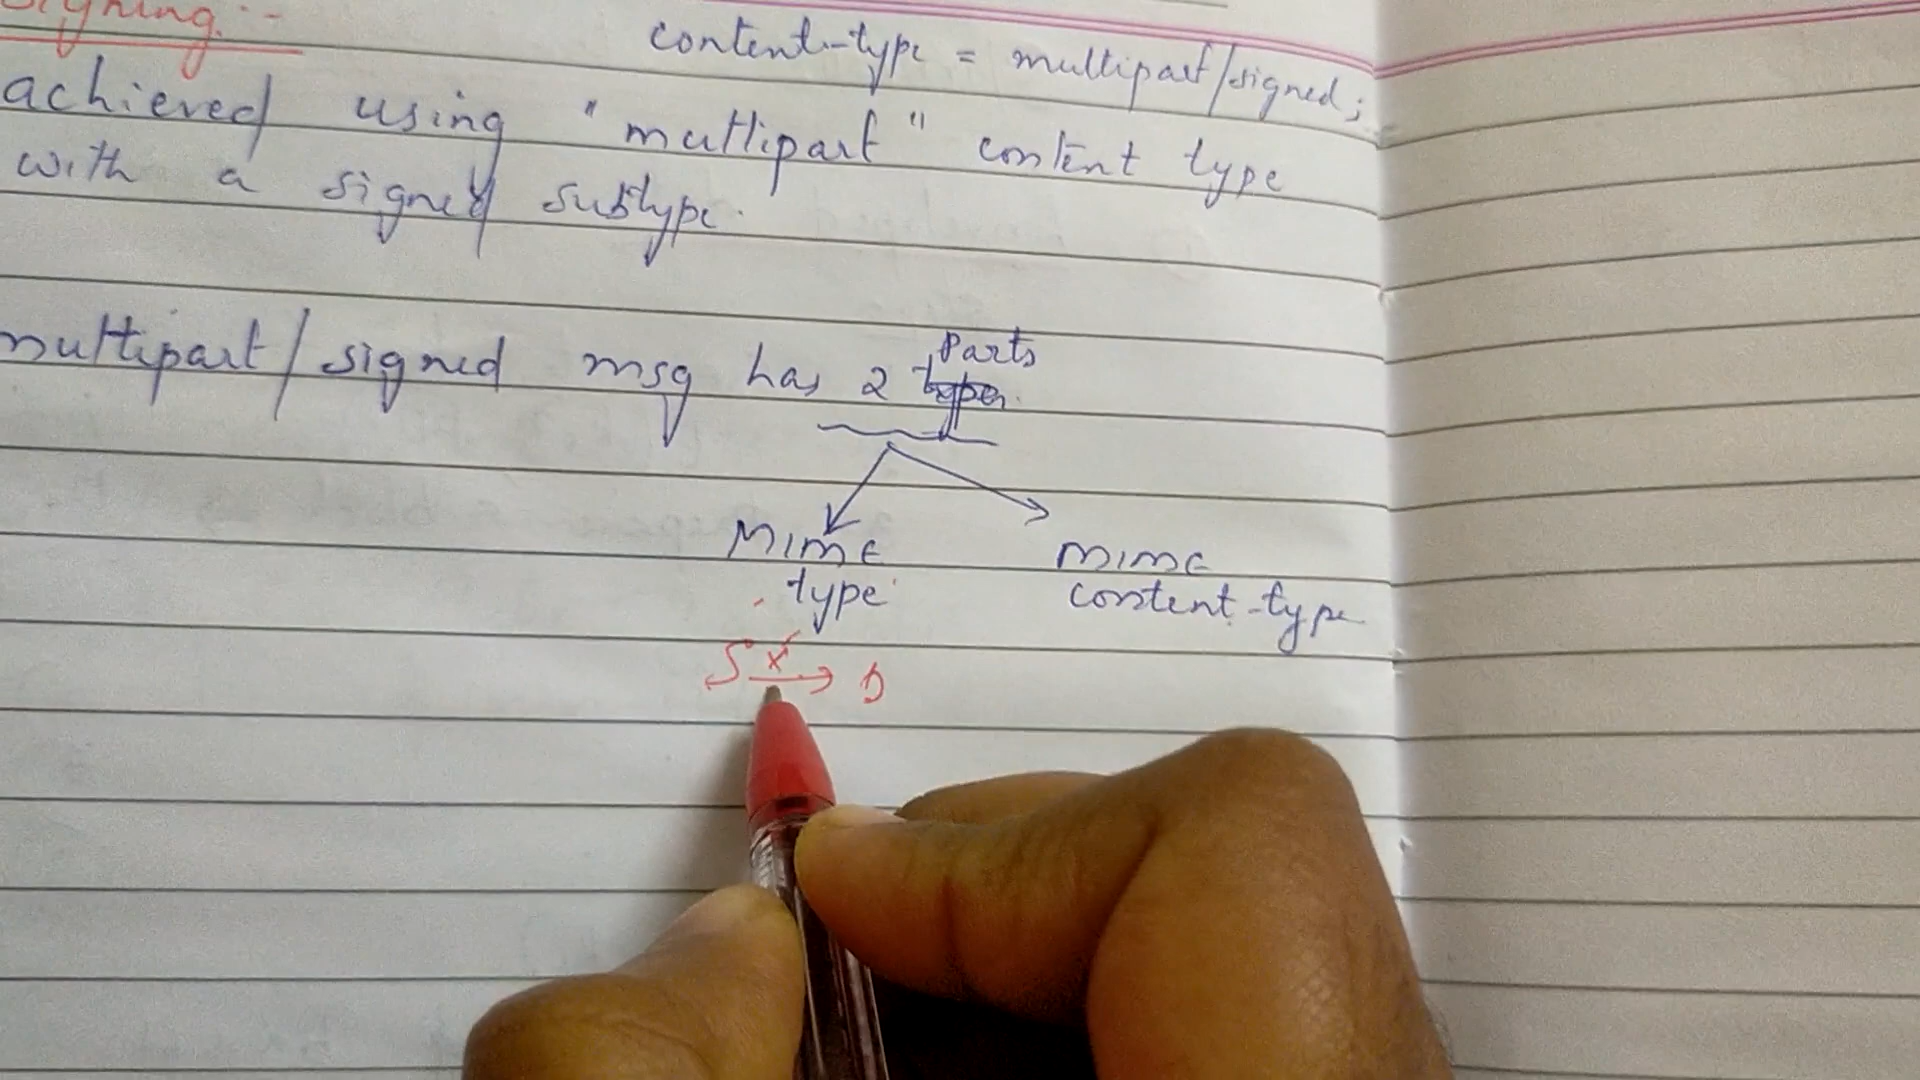 signing :-
content-type = multipart/signed;
achieved using "multipart" content type
with a signed subtype.
multipart/signed msg has 2 parts
MIME
type
MIME
content-type
S x → D